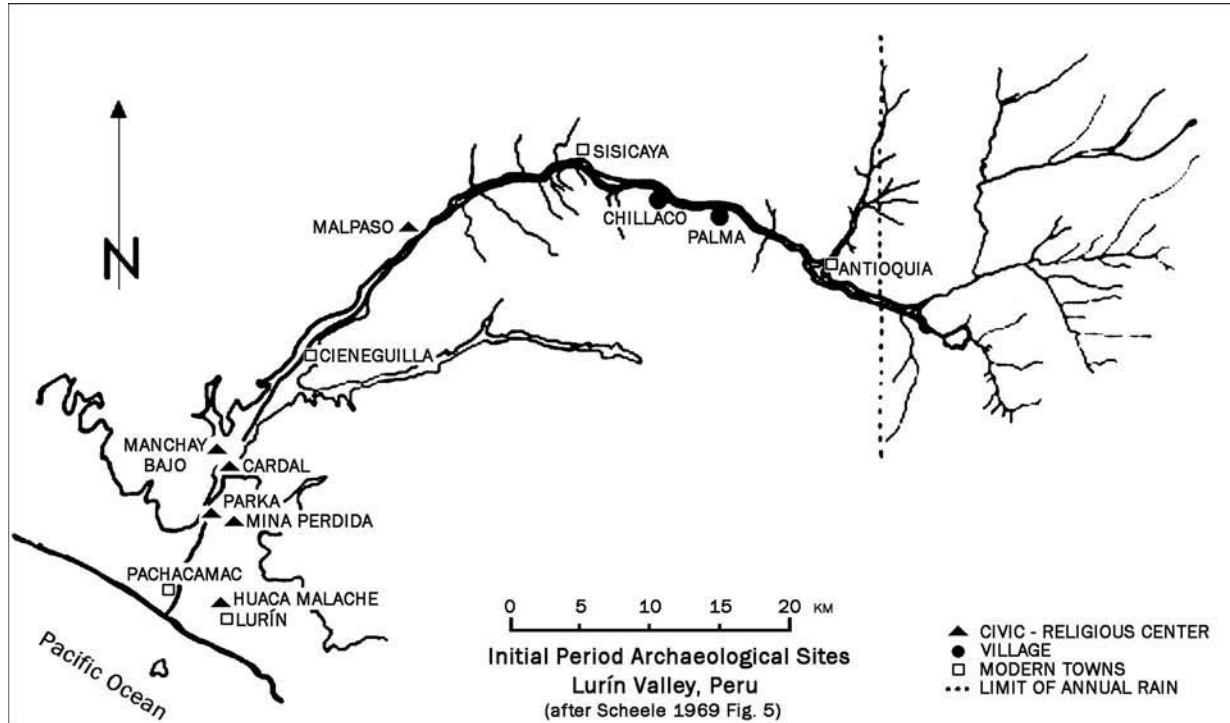 N
SISICAYA
CHILLACO
PALMA
MALPASO
ANTIOQUIA
CIENEGUILLA
MANCHAY
BAJO
CARDAL
PARKA
MINA PERDIDA
PACHACAMAC
HUACA MALACHE
LURÍN
Pacific Ocean
0 5 10 15 20 KM
Initial Period Archaeological Sites
Lurín Valley, Peru
(after Scheele 1969 Fig. 5)
CIVIC - RELIGIOUS CENTER
VILLAGE
MODERN TOWNS
LIMIT OF ANNUAL RAIN